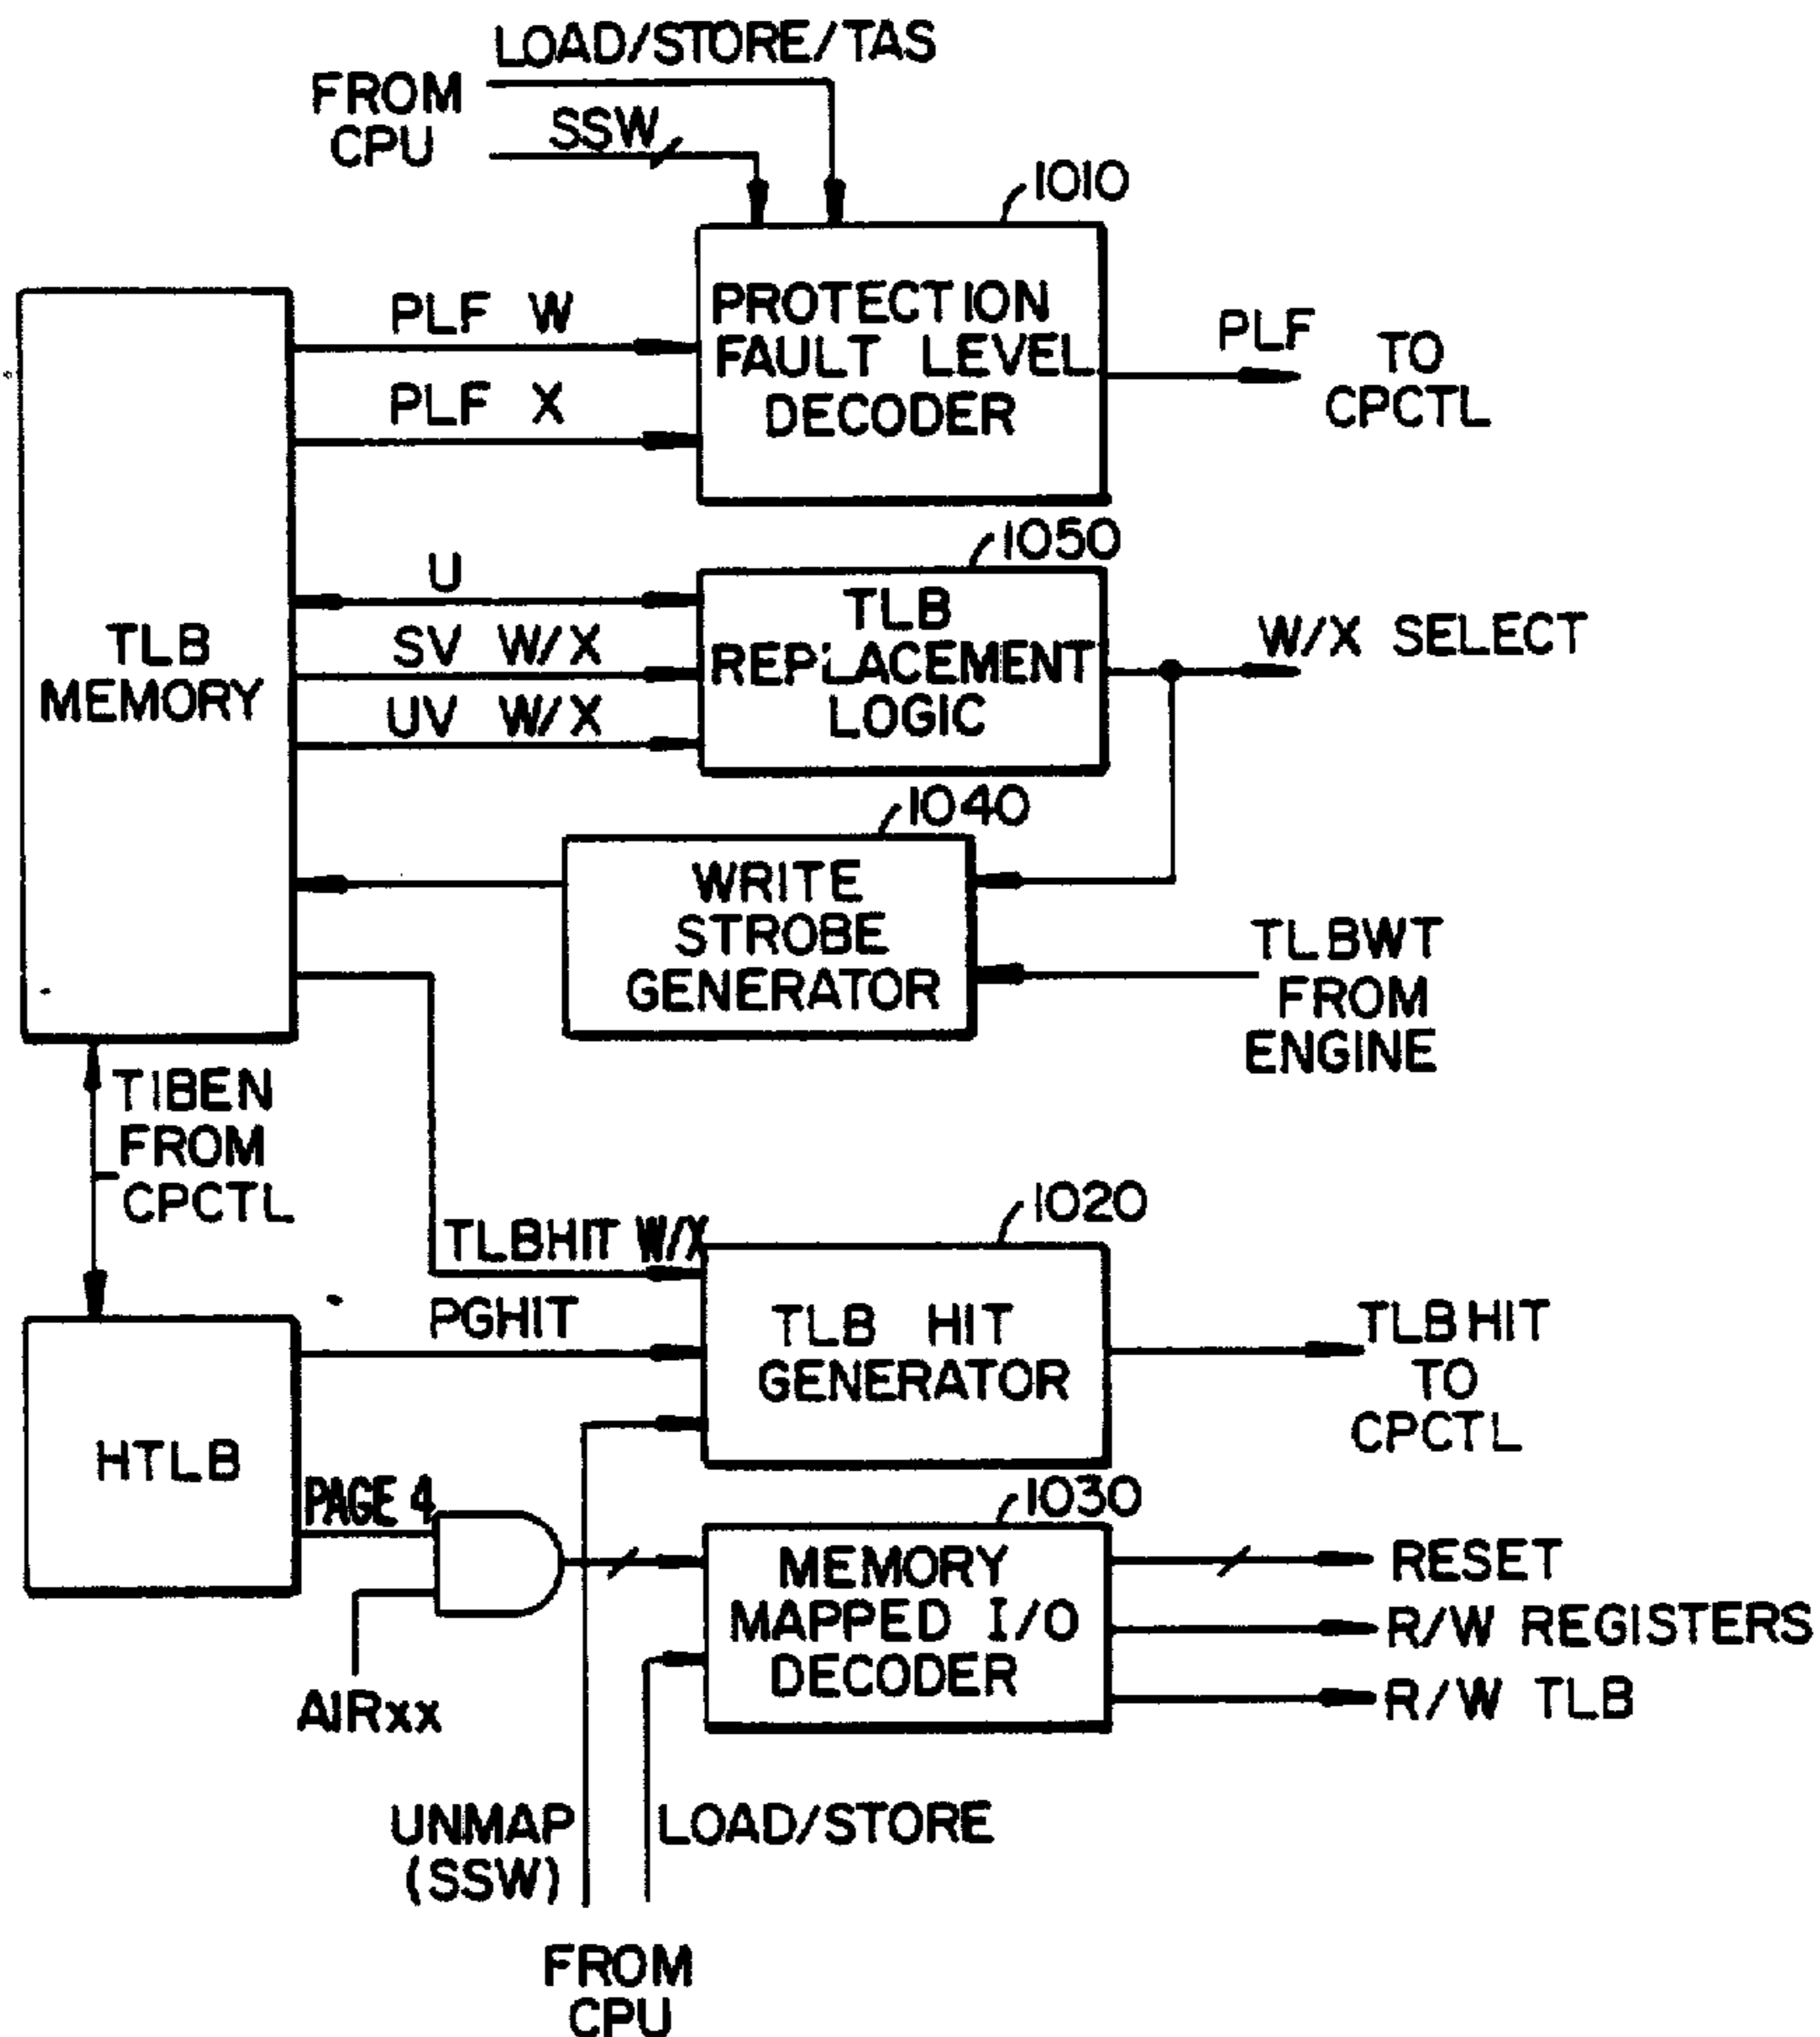 LOAD/STORE/TAS
FROM
CPU
SSW
1010
PROTECTION
FAULT LEVEL
DECODER
PLF W
PLF X
PLF
TO
CPCTL
1050
U
SV W/X
UV W/X
TLB
REPLACEMENT
LOGIC
W/X SELECT
TLB
MEMORY
1040
WRITE
STROBE
GENERATOR
TLBWT
FROM
ENGINE
TIBEN
FROM
CPCTL
1020
TLBHIT W/X
PGHIT
TLB HIT
GENERATOR
TLBHIT
TO
CPCTL
HTLB
PAGE 4
AIRxx
1030
MEMORY
MAPPED I/O
DECODER
RESET
R/W REGISTERS
R/W TLB
UNMAP
(SSW)
LOAD/STORE
FROM
CPU